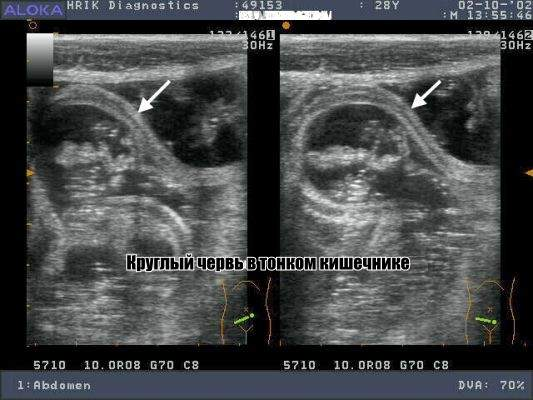 ALOKA HRIK Diagnostics :49153 : 28Y 02-10-'02
:M 13:55:46
30Hz
30Hz
Круглый червь в тонком кишечнике
5710 10.0R08 G70 C8
5710 10.0R08 G70 C8
1:Abdomen DVA: 70%